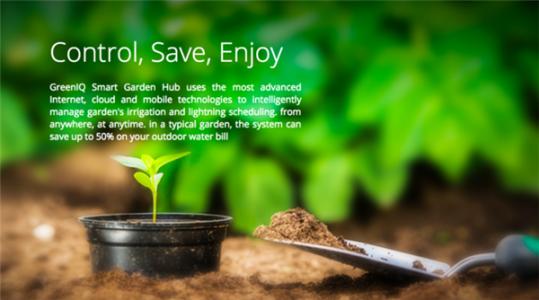 Control, Save, Enjoy
GreenIQ Smart Garden Hub uses the most advanced
Internet, cloud and mobile technologies to intelligently
manage garden's irrigation and lightning scheduling. from
anywhere, at anytime. in a typical garden, the system can
save up to 50% on your outdoor water bill